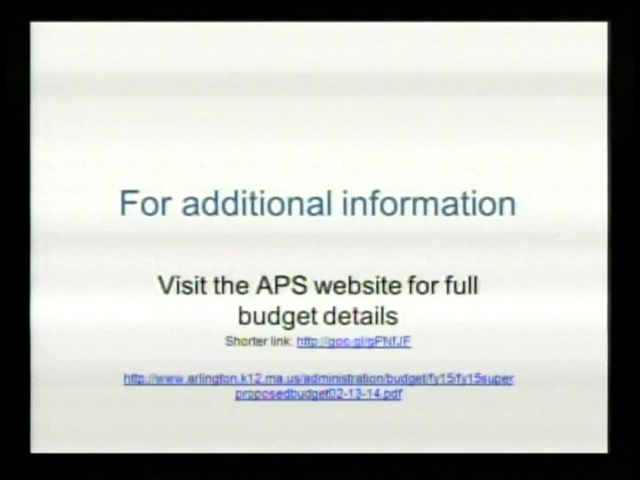 For additional information
Visit the APS website for full
budget details
Shorter link: http://goo.gl/gPNfJF
http://www.arlington.k12.ma.us/administration/budget/fy15/fy15super
proposedbudget02-13-14.pdf